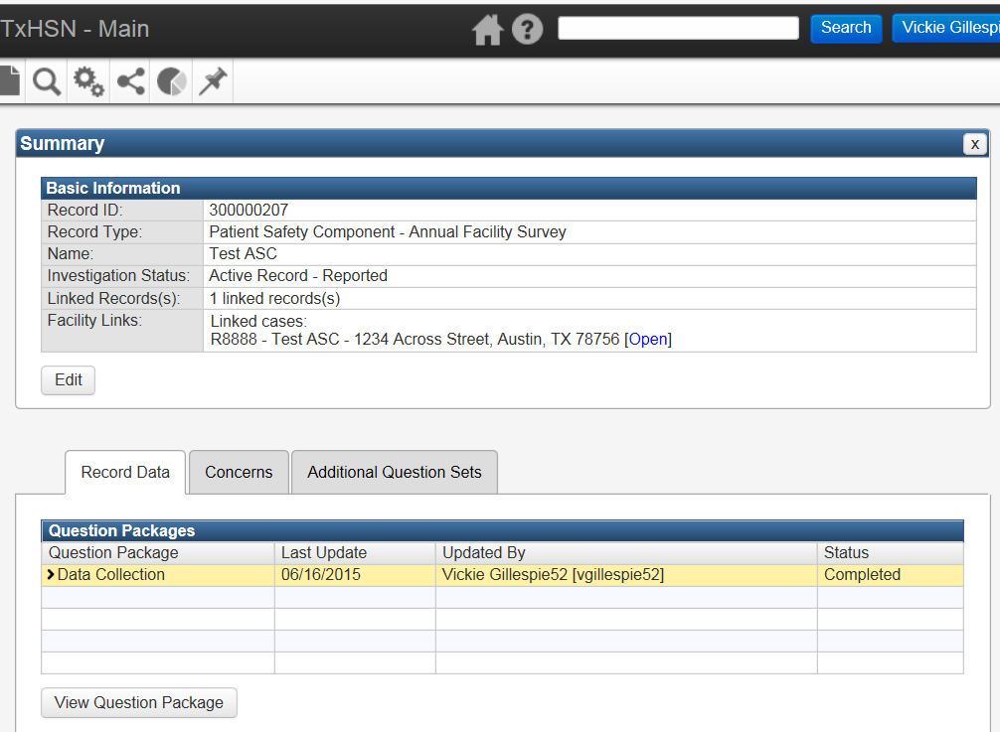 TxHSN - Main
?
Search
Vickie Gillespi
Summary
x
Basic Information
Record ID: 300000207
Record Type: Patient Safety Component - Annual Facility Survey
Name: Test ASC
Investigation Status: Active Record - Reported
Linked Records(s): 1 linked records(s)
Facility Links: Linked cases:
R8888 - Test ASC - 1234 Across Street, Austin, TX 78756 [Open]
Edit
Record Data Concerns Additional Question Sets
Question Packages
Question Package Last Update Updated By Status
Data Collection 06/16/2015 Vickie Gillespie52 [vgillespie52] Completed
View Question Package